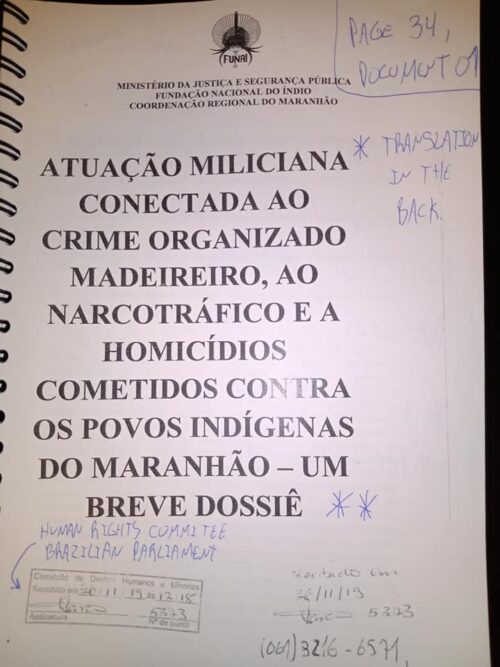 FUNAI
PAGE 34,
DOCUMENT 01
MINISTÉRIO DA JUSTIÇA E SEGURANÇA PÚBLICA
FUNDAÇÃO NACIONAL DO ÍNDIO
COORDENAÇÃO REGIONAL DO MARANHÃO
* TRANSLATION
IN THE
BACK.
ATUAÇÃO MILICIANA
CONECTADA AO
CRIME ORGANIZADO
MADEIREIRO, AO
NARCOTRÁFICO E A
HOMICÍDIOS
COMETIDOS CONTRA
OS POVOS INDÍGENAS
DO MARANHÃO – UM
BREVE DOSSIÊ * *
HUMAN RIGHTS COMMITEE
BRAZILIAN PARLIAMENT
Comissão de Direitos Humanos e Minorias
Recebido em 26/11/19 às 12:18
5373
Assinatura Nº de ponto
Recibido em
26/11/19
5373
(061) 3216-6571